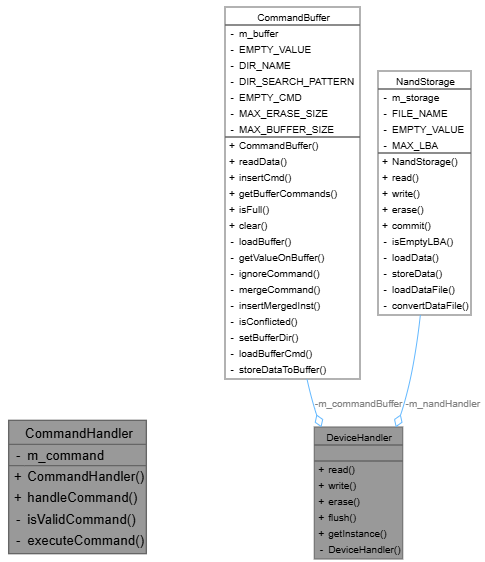 CommandBuffer
- m_buffer
- EMPTY_VALUE
- DIR_NAME
- DIR_SEARCH_PATTERN
- EMPTY_CMD
- MAX_ERASE_SIZE
- MAX_BUFFER_SIZE
+ CommandBuffer()
+ readData()
+ insertCmd()
+ getBufferCommands()
+ isFull()
+ clear()
- loadBuffer()
- getValueOnBuffer()
- ignoreCommand()
- mergeCommand()
- insertMergedInst()
- isConflicted()
- setBufferDir()
- loadBufferCmd()
- storeDataToBuffer()
NandStorage
- m_storage
- FILE_NAME
- EMPTY_VALUE
- MAX_LBA
+ NandStorage()
+ read()
+ write()
+ erase()
+ commit()
- isEmptyLBA()
- loadData()
- storeData()
- loadDataFile()
- convertDataFile()
-m_commandBuffer
-m_nandHandler
CommandHandler
- m_command
+ CommandHandler()
+ handleCommand()
- isValidCommand()
- executeCommand()
DeviceHandler
+ read()
+ write()
+ erase()
+ flush()
+ getInstance()
- DeviceHandler()